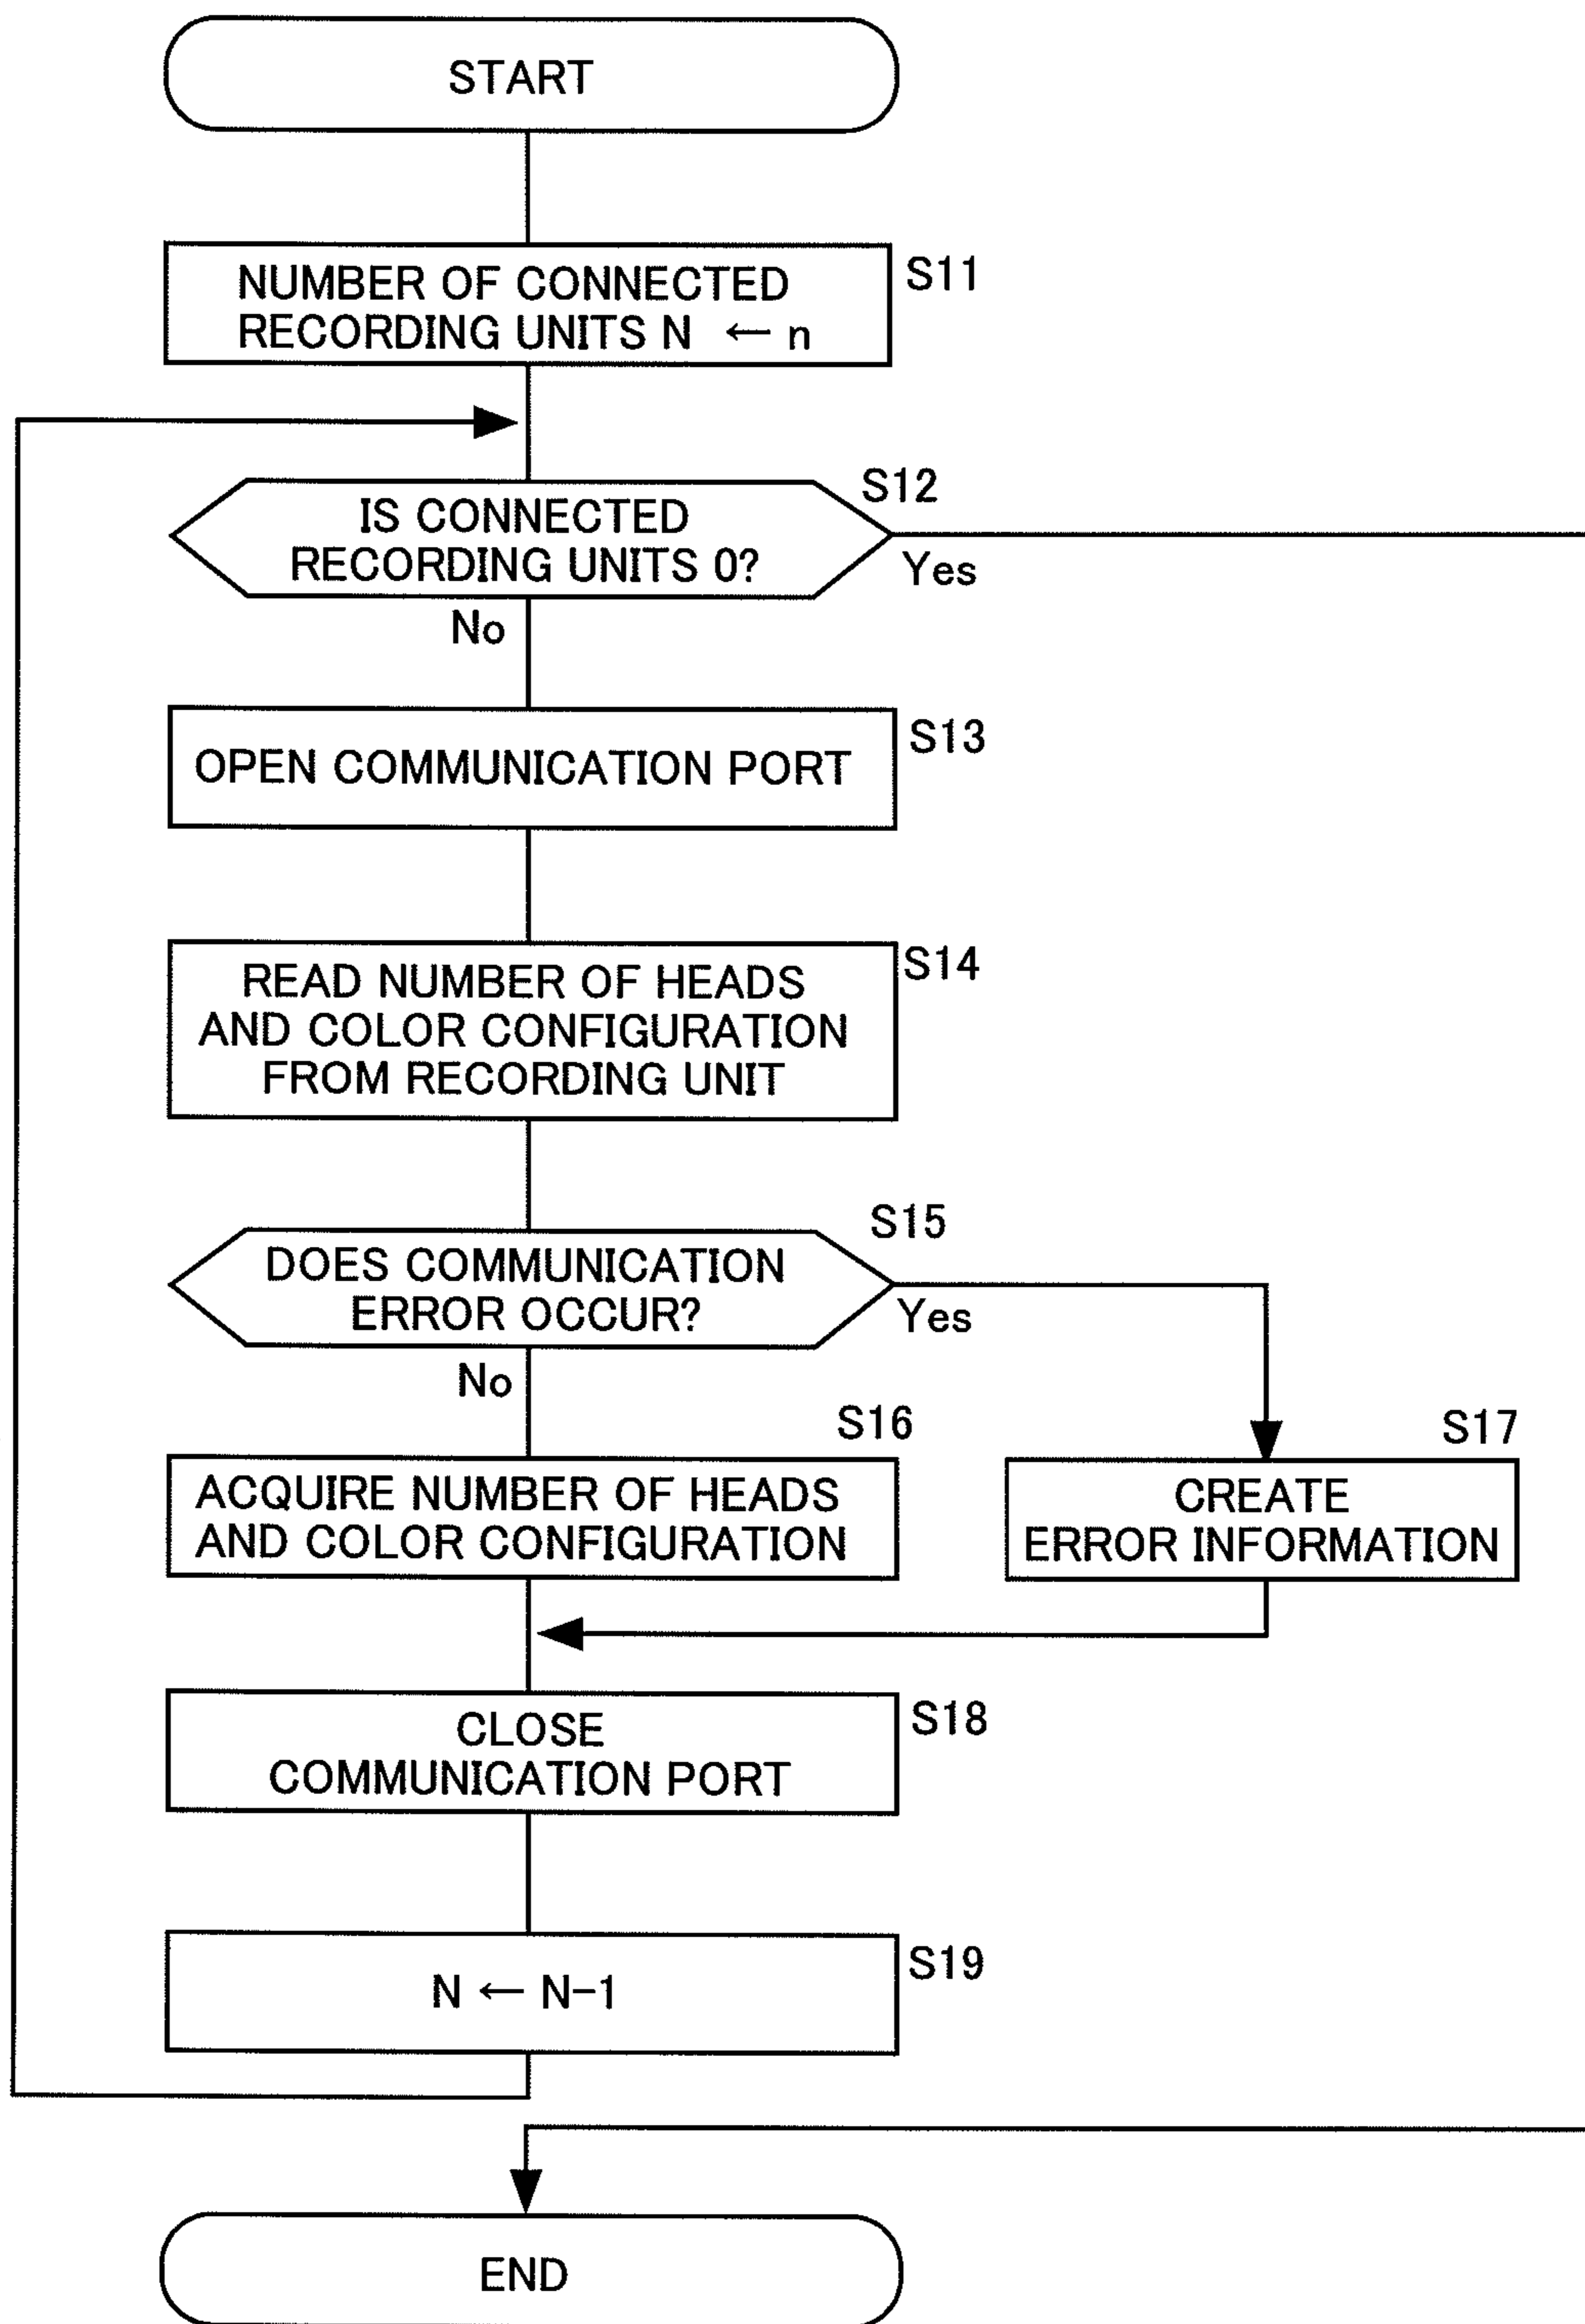 START
NUMBER OF CONNECTED
RECORDING UNITS N ← n
S11
IS CONNECTED
RECORDING UNITS 0?
S12
Yes
No
OPEN COMMUNICATION PORT
S13
READ NUMBER OF HEADS
AND COLOR CONFIGURATION
FROM RECORDING UNIT
S14
DOES COMMUNICATION
ERROR OCCUR?
S15
Yes
No
ACQUIRE NUMBER OF HEADS
AND COLOR CONFIGURATION
S16
CREATE
ERROR INFORMATION
S17
CLOSE
COMMUNICATION PORT
S18
N ← N-1
S19
END